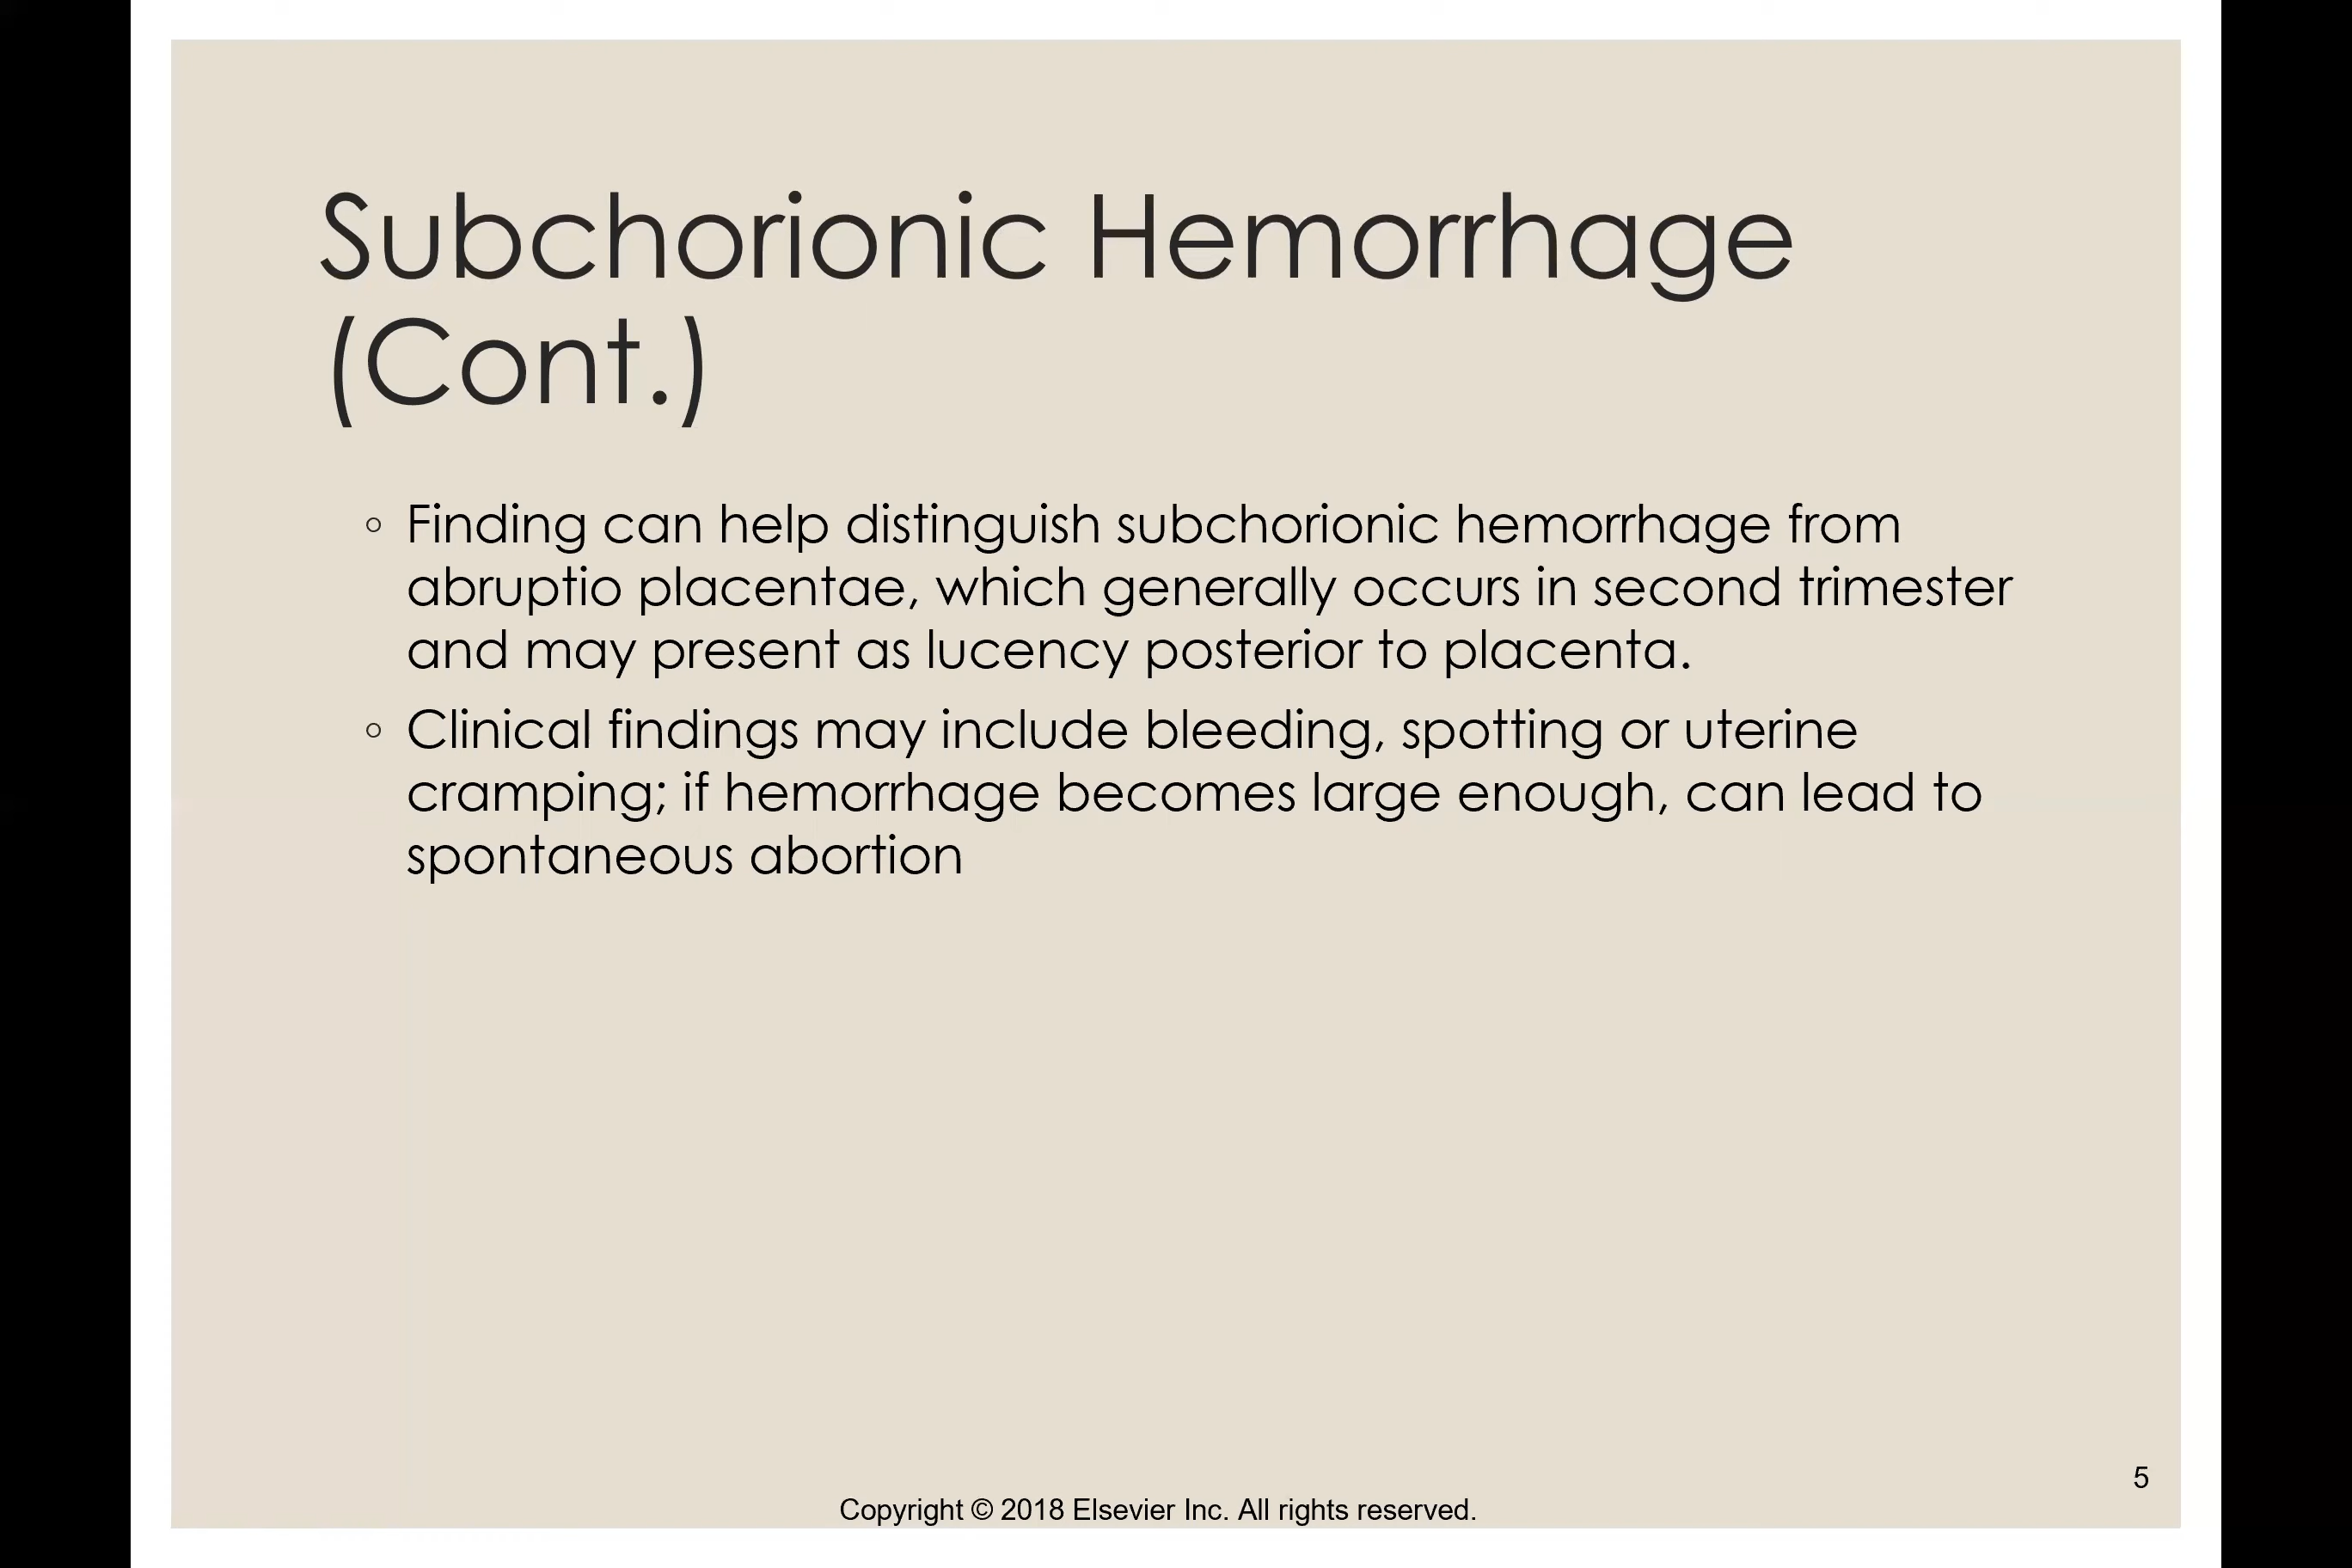 Subchorionic Hemorrhage
(Cont.)
◦ Finding can help distinguish subchorionic hemorrhage from
abruptio placentae, which generally occurs in second trimester
and may present as lucency posterior to placenta.
◦ Clinical findings may include bleeding, spotting or uterine
cramping; if hemorrhage becomes large enough, can lead to
spontaneous abortion
5
Copyright © 2018 Elsevier Inc. All rights reserved.